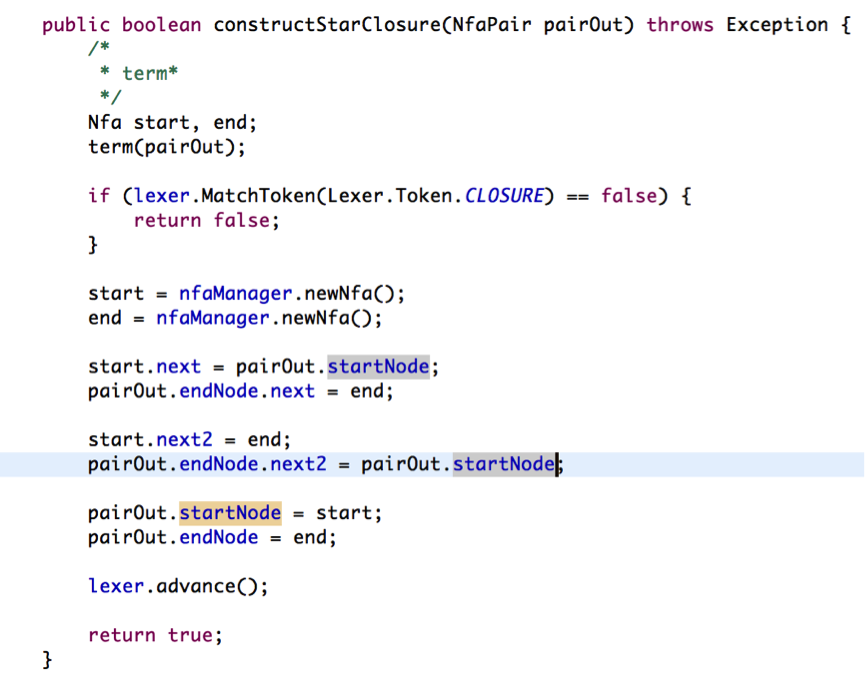 public boolean constructStarClosure(NfaPair pairOut) throws Exception {
/*
* term*
*/
Nfa start, end;
term(pairOut);
if (lexer.MatchToken(Lexer.Token.CLOSURE) == false) {
return false;
}
start = nfaManager.newNfa();
end = nfaManager.newNfa();
start.next = pairOut.startNode;
pairOut.endNode.next = end;
start.next2 = end;
pairOut.endNode.next2 = pairOut.startNode;
pairOut.startNode = start;
pairOut.endNode = end;
lexer.advance();
return true;
}